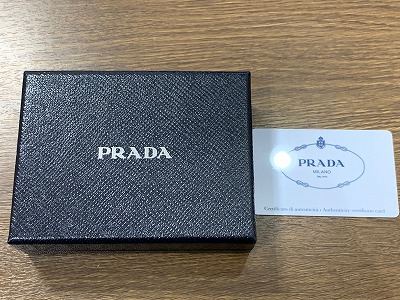 PRADA
PRADA
MILANO
Certificato di autenticità - Authenticity certificate card